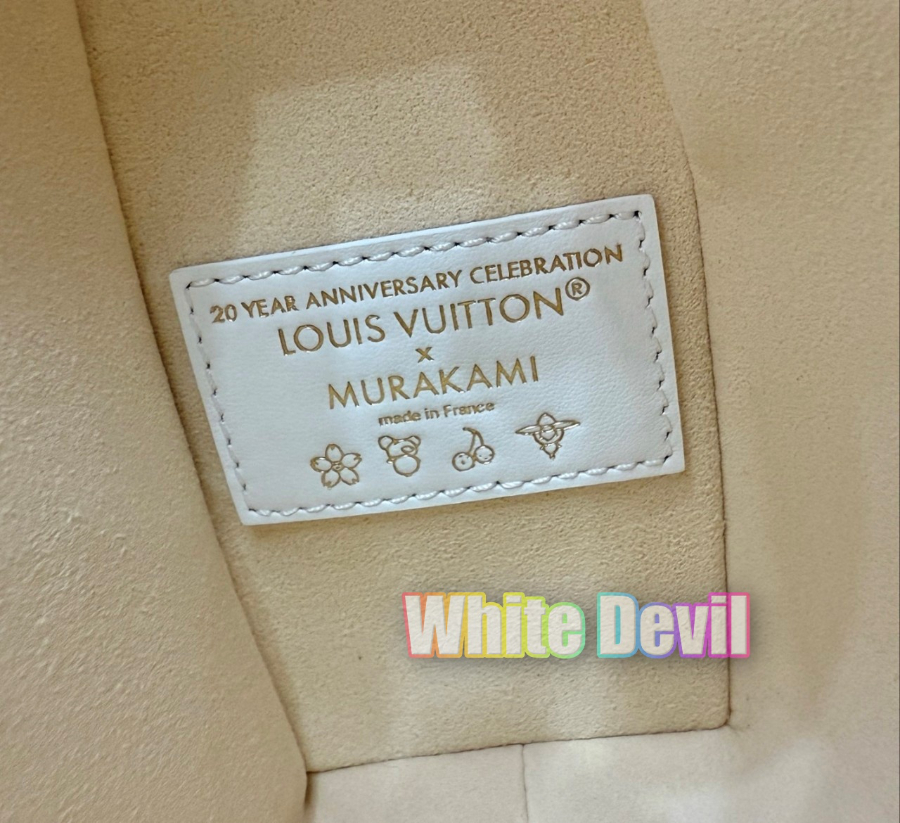 20 YEAR ANNIVERSARY CELEBRATION
LOUIS VUITTON®
x
MURAKAMI
made in France
White Devil